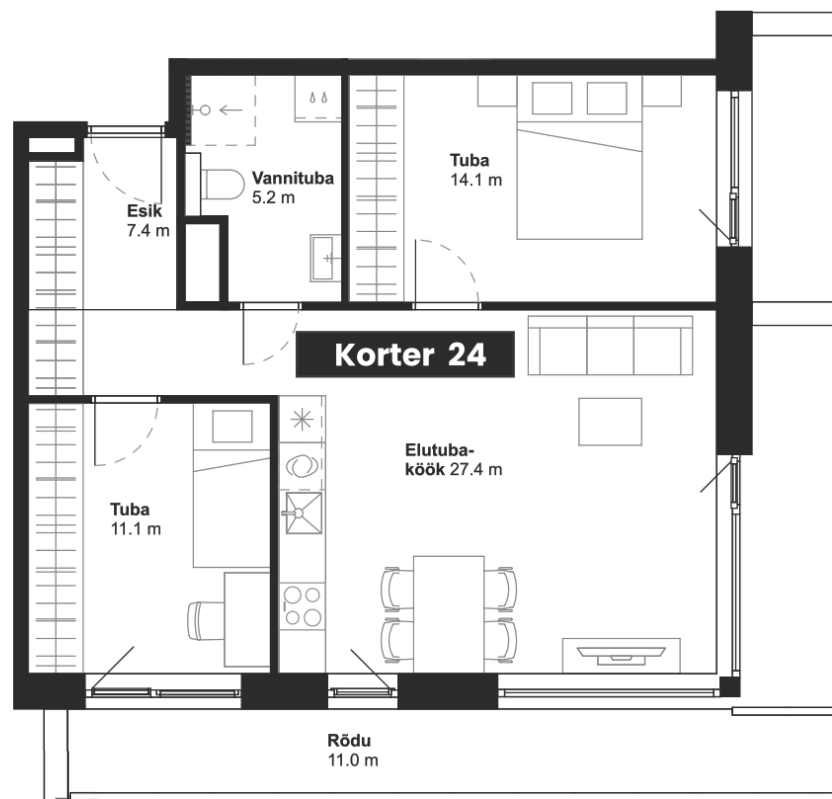 Tuba
14.1 m
Vannituba
5.2 m
Esik
7.4 m
Korter 24
Elutuba-
köök 27.4 m
Tuba
11.1 m
Rõdu
11.0 m